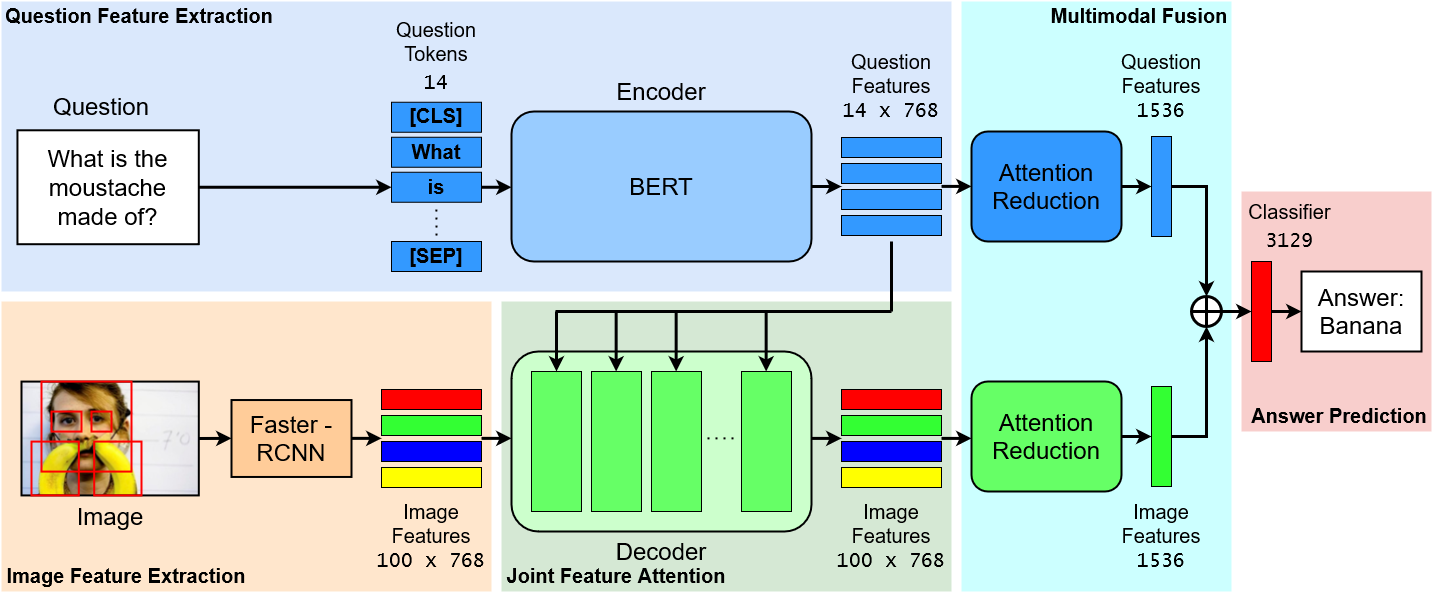 Question Feature Extraction
Question
What is the
moustache
made of?
Question
Tokens
14
[CLS]
What
is
[SEP]
Encoder
BERT
Question
Features
14 x 768
Multimodal Fusion
Attention
Reduction
Question
Features
1536
Image
Faster -
RCNN
Image
Features
100 x 768
Image Feature Extraction
Decoder
Joint Feature Attention
Image
Features
100 x 768
Attention
Reduction
Image
Features
1536
Classifier
3129
Answer:
Banana
Answer Prediction